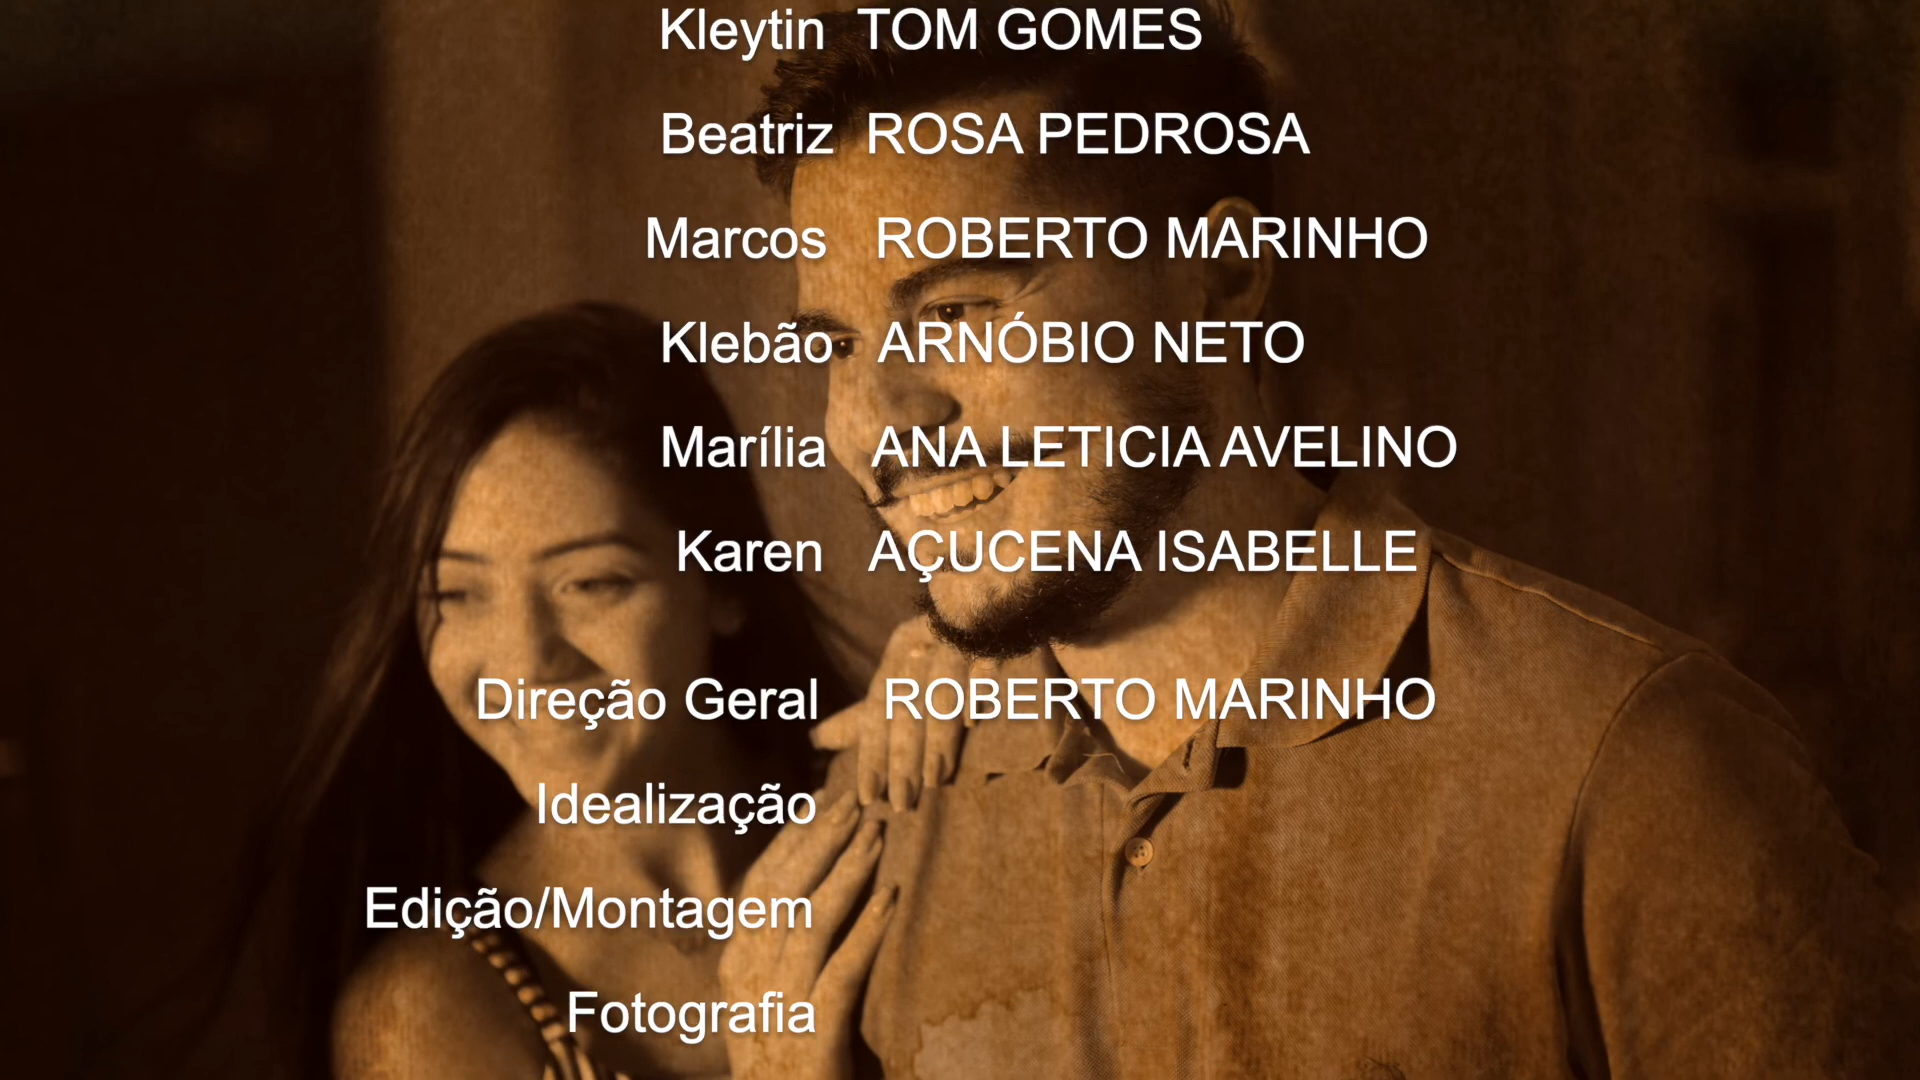 Kleytin TOM GOMES
Beatriz ROSA PEDROSA
Marcos ROBERTO MARINHO
Klebão ARNÓBIO NETO
Marília ANA LETICIA AVELINO
Karen AÇUCENA ISABELLE
Direção Geral ROBERTO MARINHO
Idealização
Edição/Montagem
Fotografia